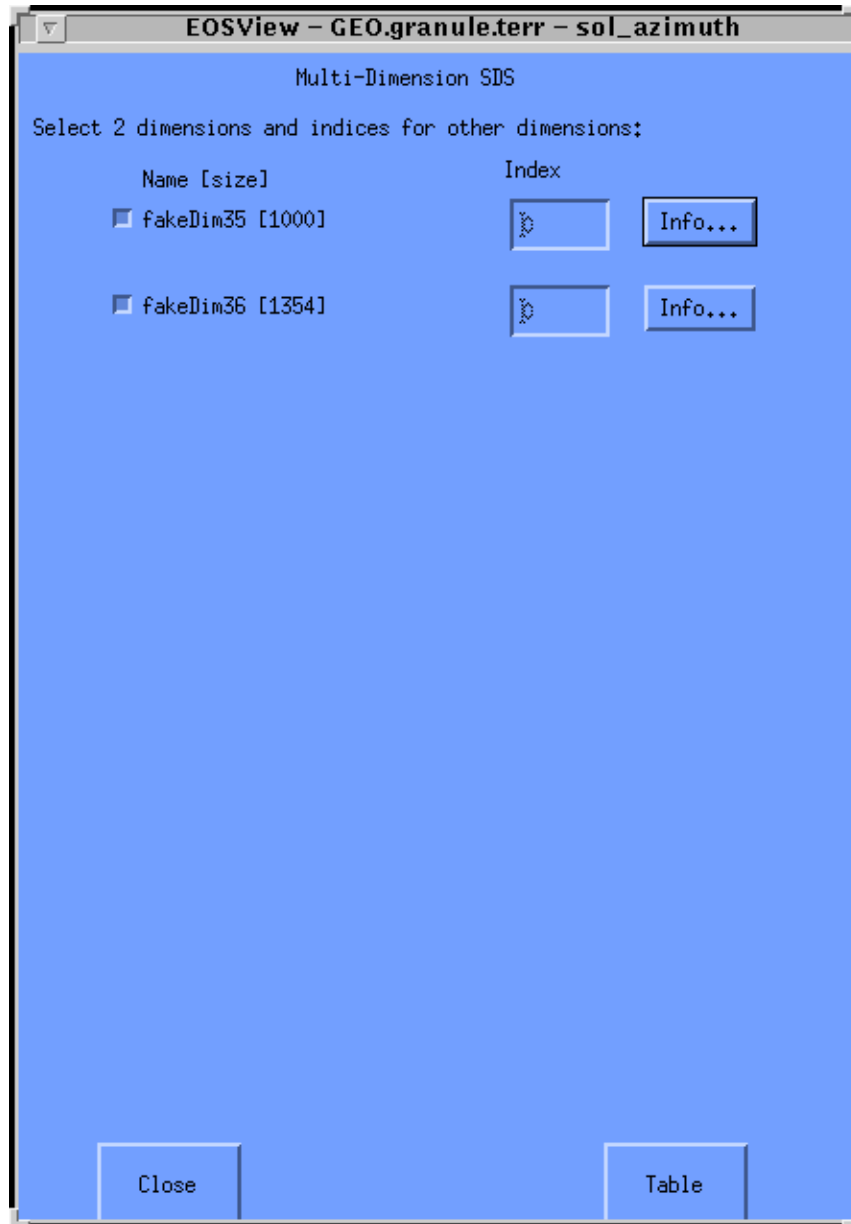 EOSView – GEO.granule.terr – sol_azimuth
Multi-Dimension SDS
Select 2 dimensions and indices for other dimensions:
Name [size] Index
fakeDim35 [1000] Info...
fakeDim36 [1354] Info...
Close Table